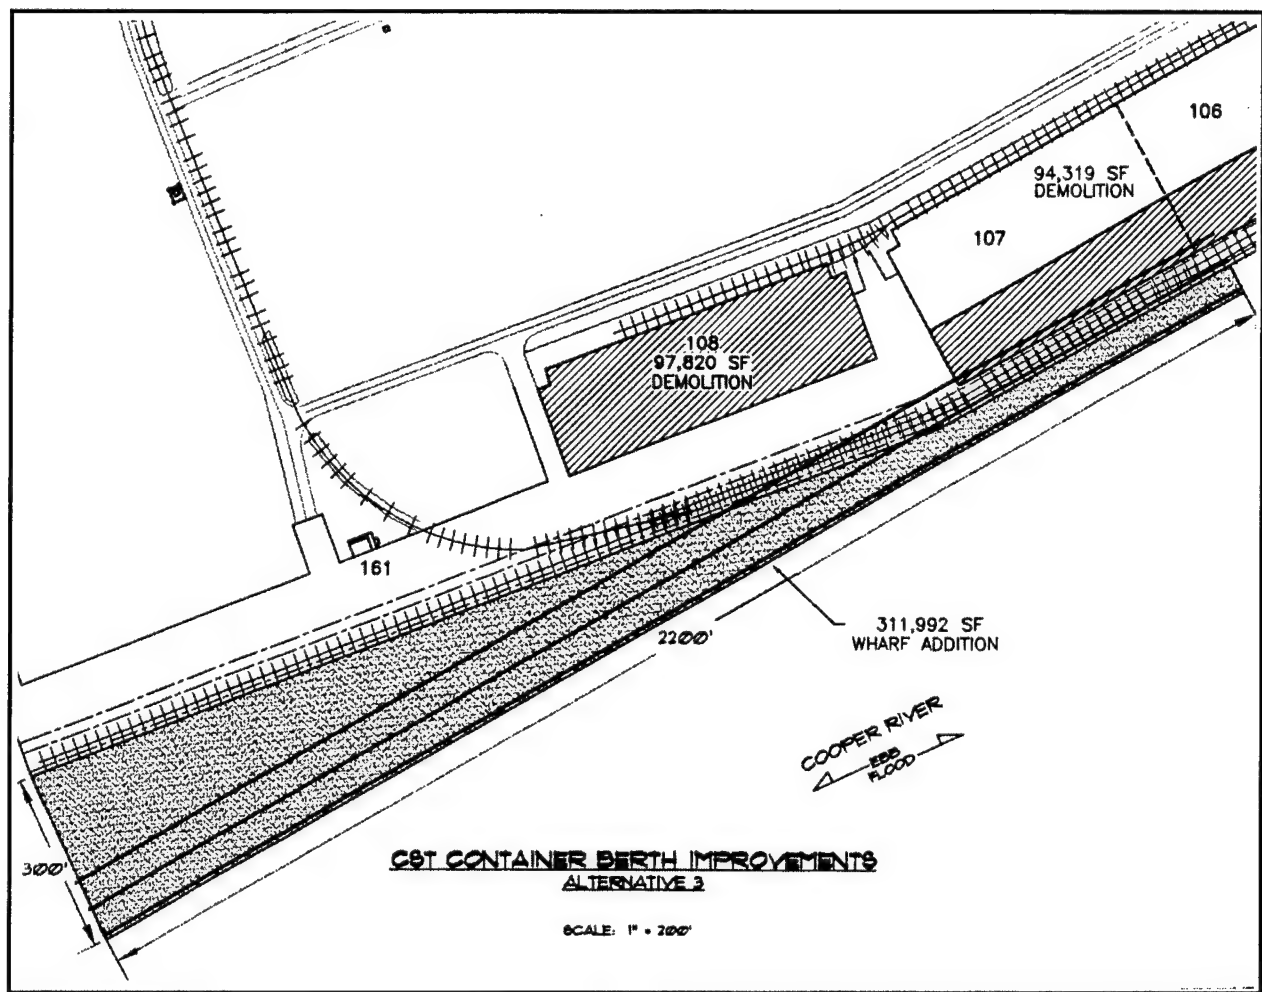 106
94,319 SF
DEMOLITION
107
108
97,820 SF
DEMOLITION
161
2200'
311,992 SF
WHARF ADDITION
COOPER RIVER
EBB
FLOOD
300'
CST CONTAINER BERTH IMPROVEMENTS
ALTERNATIVE 3
SCALE: 1" = 200'